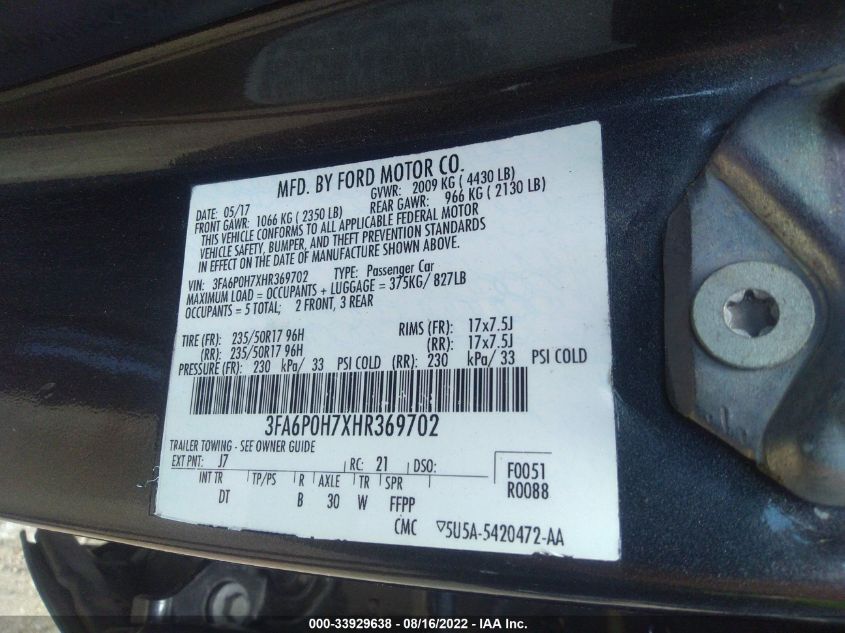 MFD. BY FORD MOTOR CO.
DATE: 05/17 GVWR: 2009 KG ( 4430 LB)
FRONT GAWR: 1066 KG ( 2350 LB) REAR GAWR: 966 KG ( 2130 LB)
THIS VEHICLE CONFORMS TO ALL APPLICABLE FEDERAL MOTOR
VEHICLE SAFETY, BUMPER, AND THEFT PREVENTION STANDARDS
IN EFFECT ON THE DATE OF MANUFACTURE SHOWN ABOVE.
VIN: 3FA6P0H7XHR369702 TYPE: Passenger Car
MAXIMUM LOAD = OCCUPANTS + LUGGAGE = 375KG/ 827LB
OCCUPANTS = 5 TOTAL; 2 FRONT, 3 REAR
TIRE (FR): 235/50R17 96H RIMS (FR): 17x7.5J
(RR): 235/50R17 96H (RR): 17x7.5J
PRESSURE (FR): 230 kPa/ 33 PSI COLD (RR): 230 kPa/ 33 PSI COLD
3FA6P0H7XHR369702
TRAILER TOWING - SEE OWNER GUIDE
EXT PNT: J7 RC: 21 DSO: F0051
INT TR TP/PS R AXLE TR SPR R0088
DT B 30 W FFPP
CMC ▽5U5A-5420472-AA
000-33929638 - 08/16/2022 - IAA Inc.